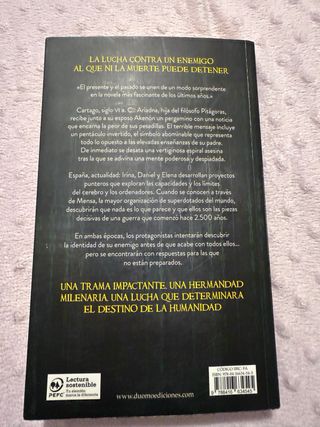 LA LUCHA CONTRA UN ENEMIGO
AL QUE NI LA MUERTE PUEDE DETENER
«El presente y el pasado se unen de un modo sorprendente
en la novela más fascinante de los últimos años.»
Cartago, siglo VI a. C.: Ariadna, hija del filósofo Pitágoras,
recibe junto a su esposo Akenón un pergamino con una noticia
que encarna la peor de sus pesadillas. El terrible mensaje incluye
un pentáculo invertido, el símbolo abominable que representa
todo lo opuesto a las elevadas enseñanzas de su padre.
De inmediato se desata una vertiginosa espiral asesina
tras la que se adivina una mente poderosa y despiadada.
España, actualidad: Irina, Daniel y Elena desarrollan proyectos
punteros que exploran las capacidades y los límites
del cerebro y los ordenadores. Cuando se conocen a través
de Mensa, la mayor organización de superdotados del mundo,
descubrirán que nada es lo que parece y que ellos son las piezas
decisivas de una guerra que comenzó hace 2.500 años.
En ambas épocas, los protagonistas intentarán descubrir
la identidad de su enemigo antes de que acabe con todos ellos...
pero se encontrarán con respuestas para las que
no están preparados.
UNA TRAMA IMPACTANTE. UNA HERMANDAD
MILENARIA. UNA LUCHA QUE DETERMINARÁ
EL DESTINO DE LA HUMANIDAD
PEFC
Lectura
sostenible
Tu elección
marca la diferencia
www.duomoediciones.com
CÓDIGO BIC: FA